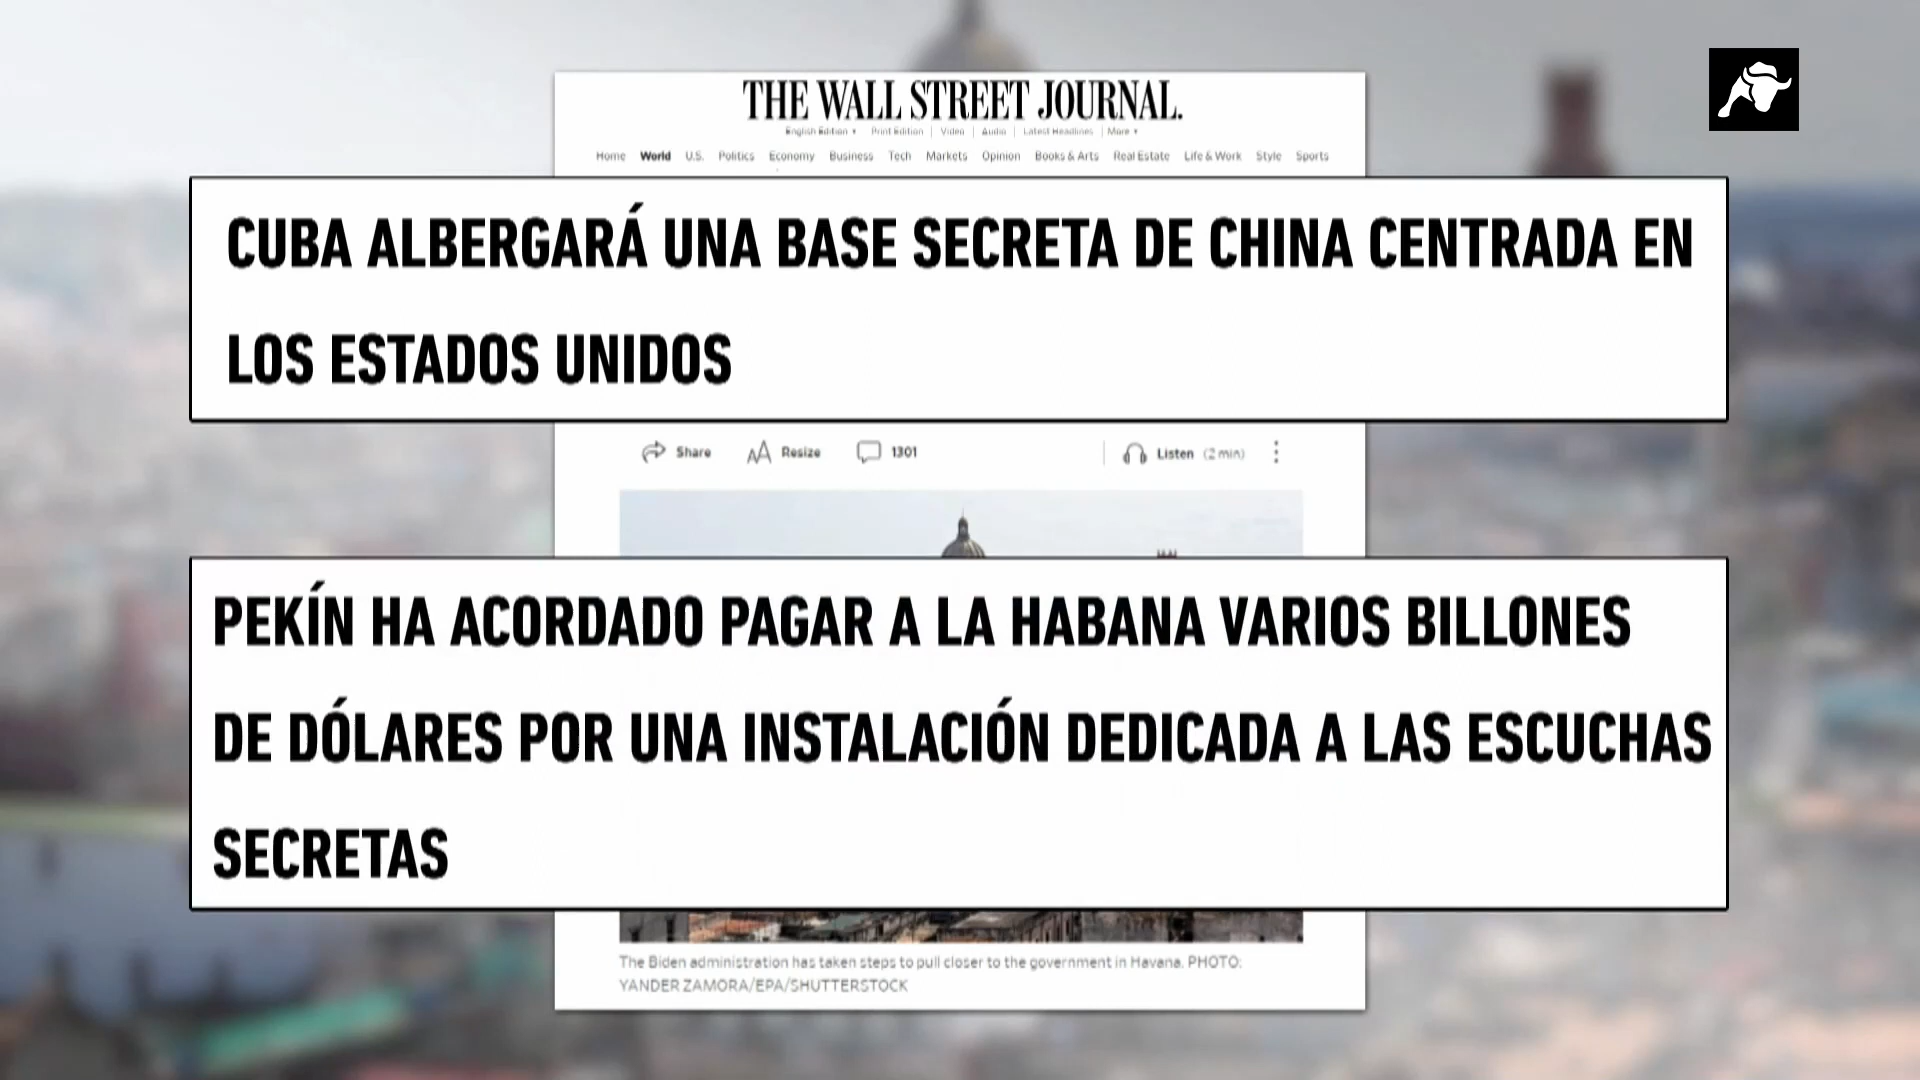 THE WALL STREET JOURNAL.
English Edition | Print Edition | Video | Audio | Latest Headlines | More
Home World U.S. Politics Economy Business Tech Markets Opinion Books & Arts Real Estate Life & Work Style Sports
CUBA ALBERGARÁ UNA BASE SECRETA DE CHINA CENTRADA EN
LOS ESTADOS UNIDOS
Share Resize 1301 Listen (2 min)
PEKÍN HA ACORDADO PAGAR A LA HABANA VARIOS BILLONES
DE DÓLARES POR UNA INSTALACIÓN DEDICADA A LAS ESCUCHAS
SECRETAS
The Biden administration has taken steps to pull closer to the government in Havana. PHOTO:
YANDER ZAMORA/EPA/SHUTTERSTOCK